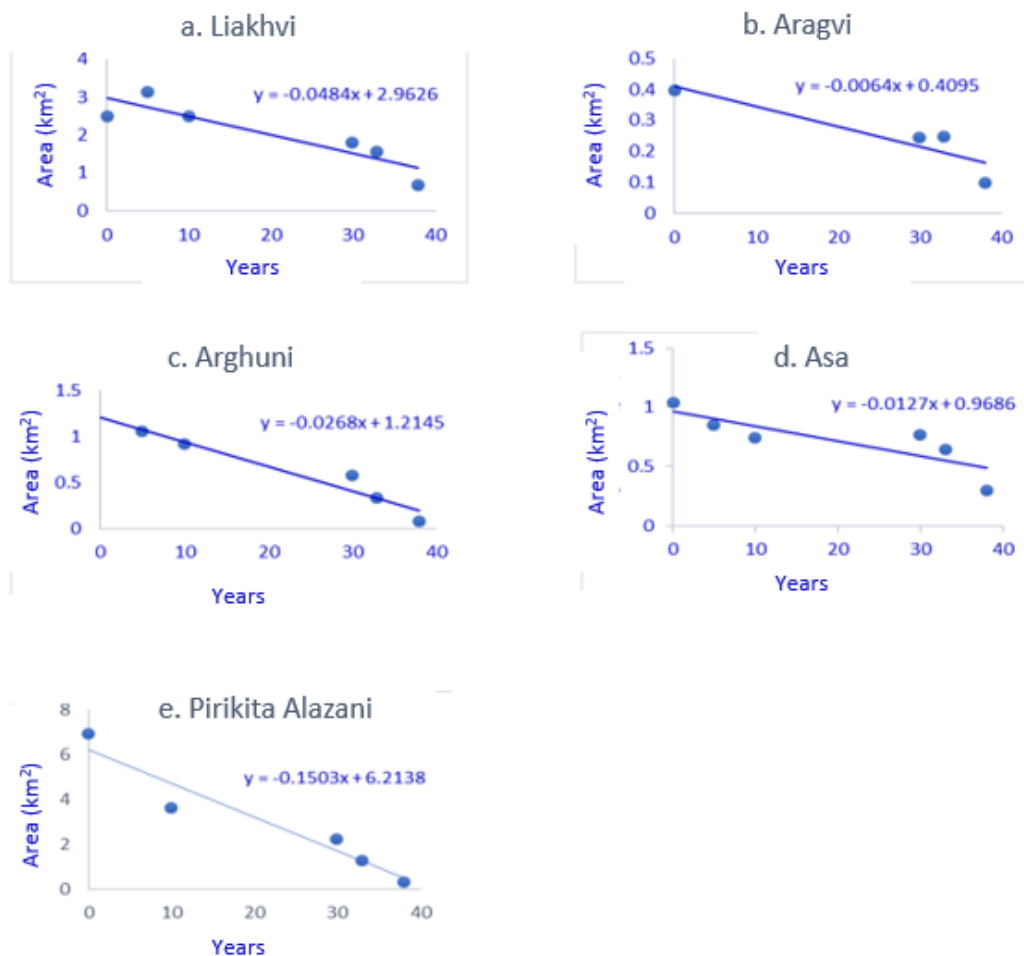 a. Liakhvi
4
3
2
1
0
Area (km²)
y = -0.0484x + 2.9626
0 10 20 30 40
Years
b. Aragvi
0.5
0.4
0.3
0.2
0.1
0
Area (km²)
y = -0.0064x + 0.4095
0 10 20 30 40
Years
c. Arghuni
1.5
1
0.5
0
Area (km²)
y = -0.0268x + 1.2145
0 10 20 30 40
Years
d. Asa
1.5
1
0.5
0
Area (km²)
y = -0.0127x + 0.9686
0 10 20 30 40
Years
e. Pirikita Alazani
8
6
4
2
0
Area (km²)
y = -0.1503x + 6.2138
0 10 20 30 40
Years